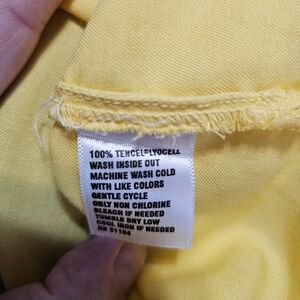 100% TENCEL®LYOCELL
WASH INSIDE OUT
MACHINE WASH COLD
WITH LIKE COLORS
GENTLE CYCLE
ONLY NON CHLORINE
BLEACH IF NEEDED
TUMBLE DRY LOW
COOL IRON IF NEEDED
RN 51104